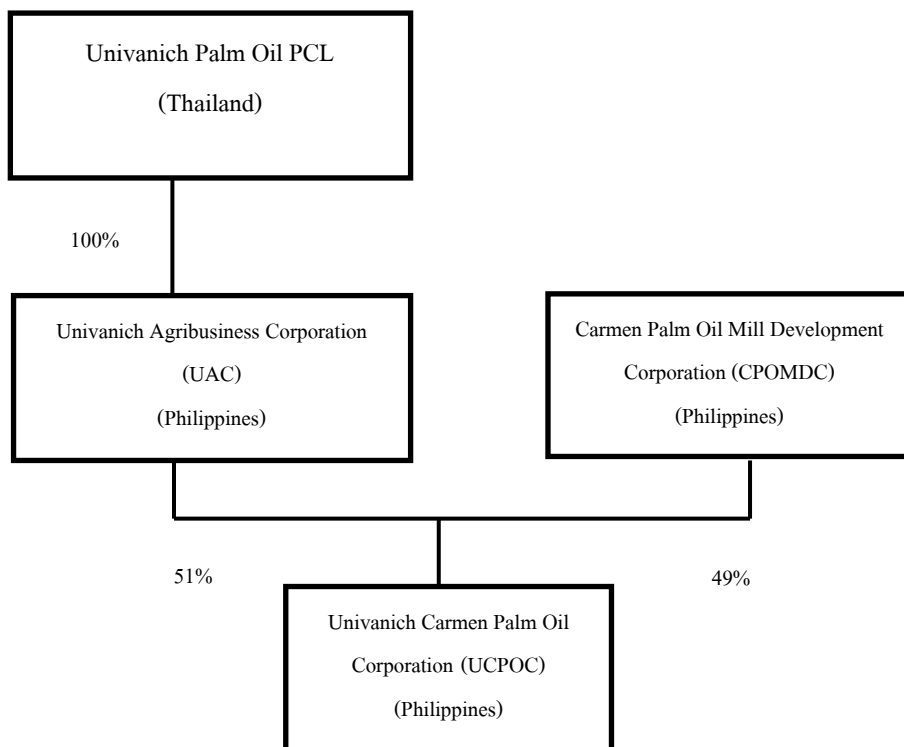 Univanich Palm Oil PCL
(Thailand)
100%
Univanich Agribusiness Corporation
(UAC)
(Philippines)
Carmen Palm Oil Mill Development
Corporation (CPOMDC)
(Philippines)
51%
49%
Univanich Carmen Palm Oil
Corporation (UCPOC)
(Philippines)